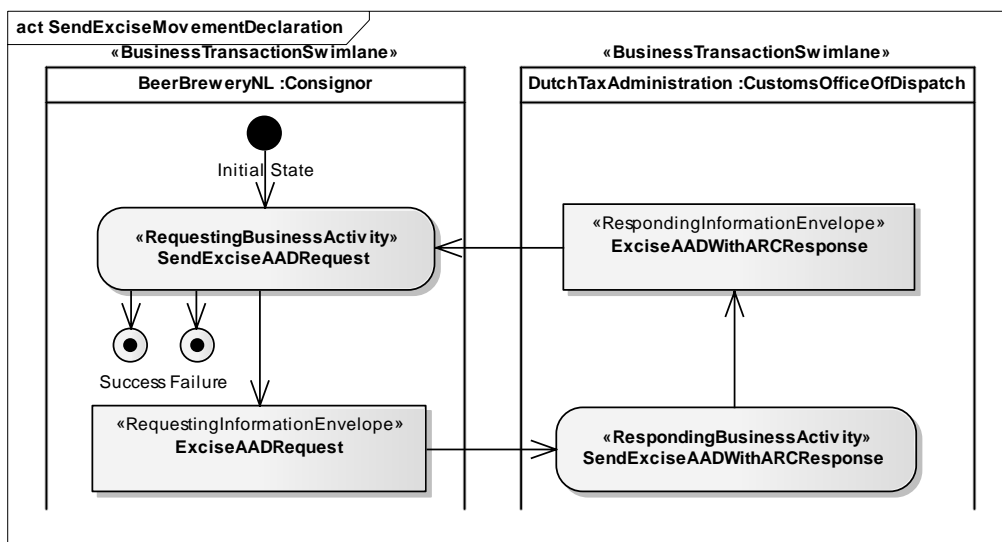 act SendExciseMovementDeclaration
«BusinessTransactionSwimlane»
BeerBreweryNL :Consignor
Initial State
«RequestingBusinessActivity»
SendExciseAADRequest
Success
Failure
«RequestingInformationEnvelope»
ExciseAADRequest
«BusinessTransactionSwimlane»
DutchTaxAdministration :CustomsOfficeOfDispatch
«RespondingInformationEnvelope»
ExciseAADWithARCResponse
«RespondingBusinessActivity»
SendExciseAADWithARCResponse